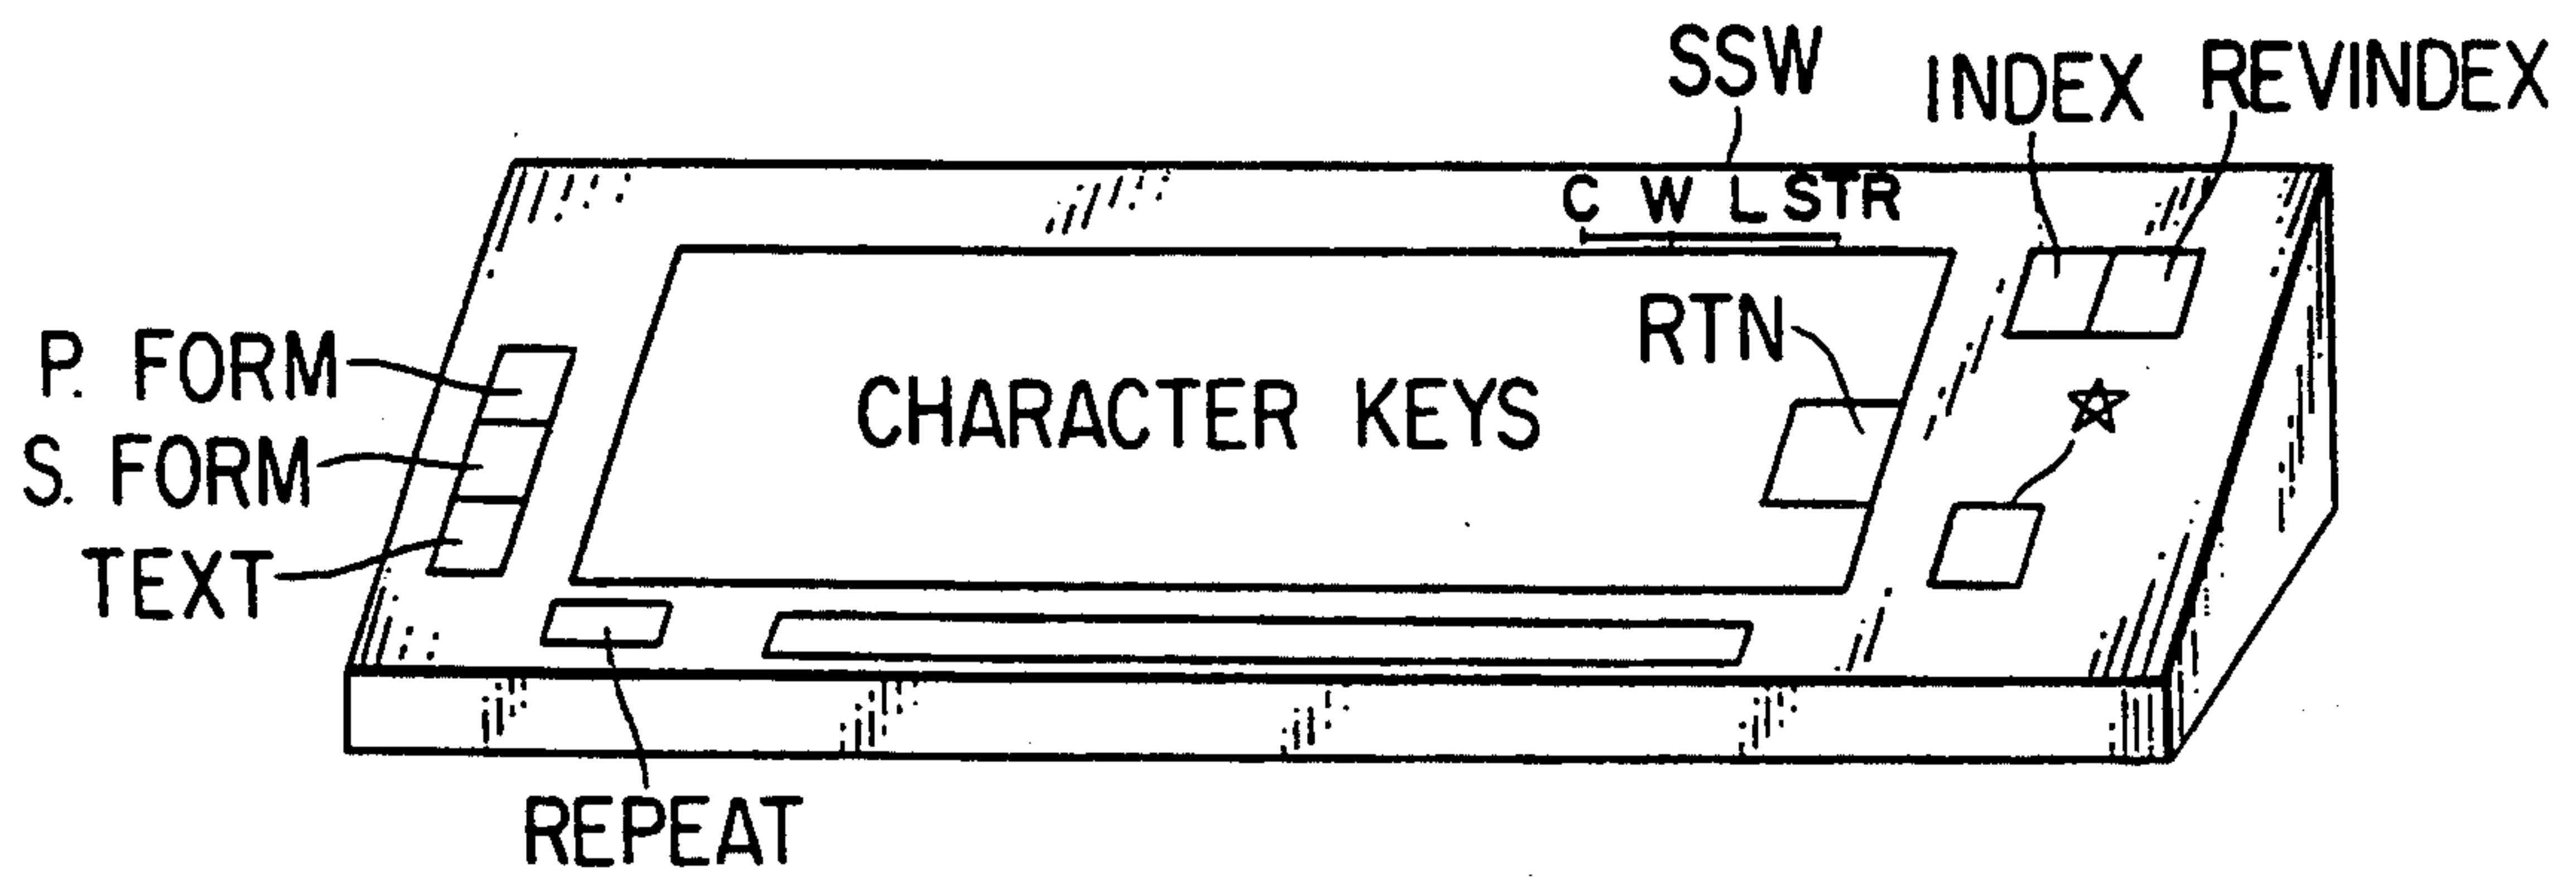 SSW
INDEX REVINDEX
C W L STR
RTN
P. FORM
CHARACTER KEYS
S. FORM
TEXT
REPEAT